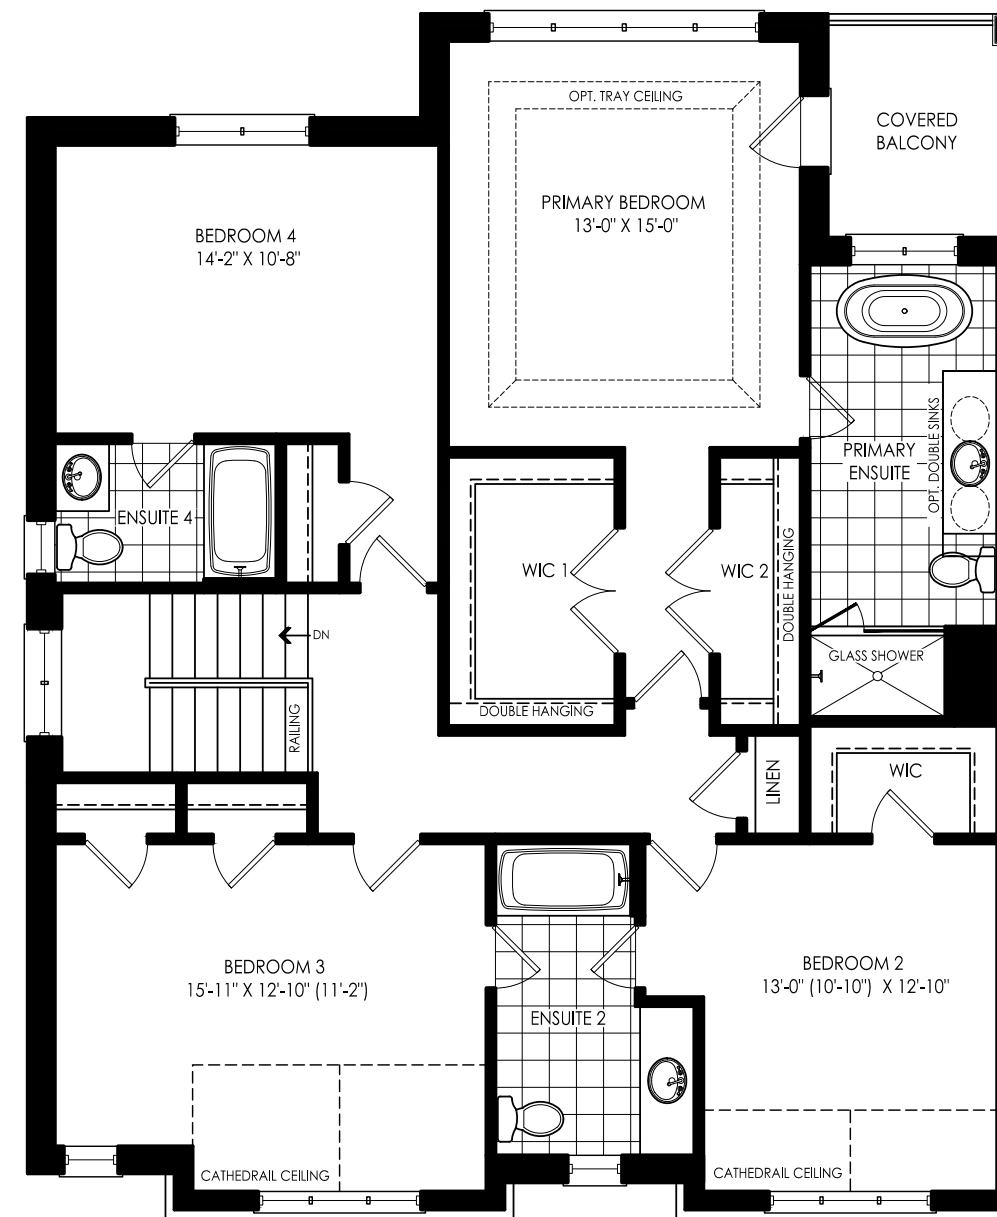 OPT. TRAY CEILING
COVERED
BALCONY
PRIMARY BEDROOM
13'-0" X 15'-0"
BEDROOM 4
14'-2" X 10'-8"
OPT. DOUBLE SINKS
PRIMARY
ENSUITE
ENSUITE 4
WIC 1
WIC 2
DOUBLE HANGING
DN
GLASS SHOWER
RAILING
DOUBLE HANGING
LINEN
WIC
BEDROOM 3
15'-11" X 12'-10" (11'-2")
BEDROOM 2
13'-0" (10'-10") X 12'-10"
ENSUITE 2
CATHEDRAIL CEILING
CATHEDRAIL CEILING